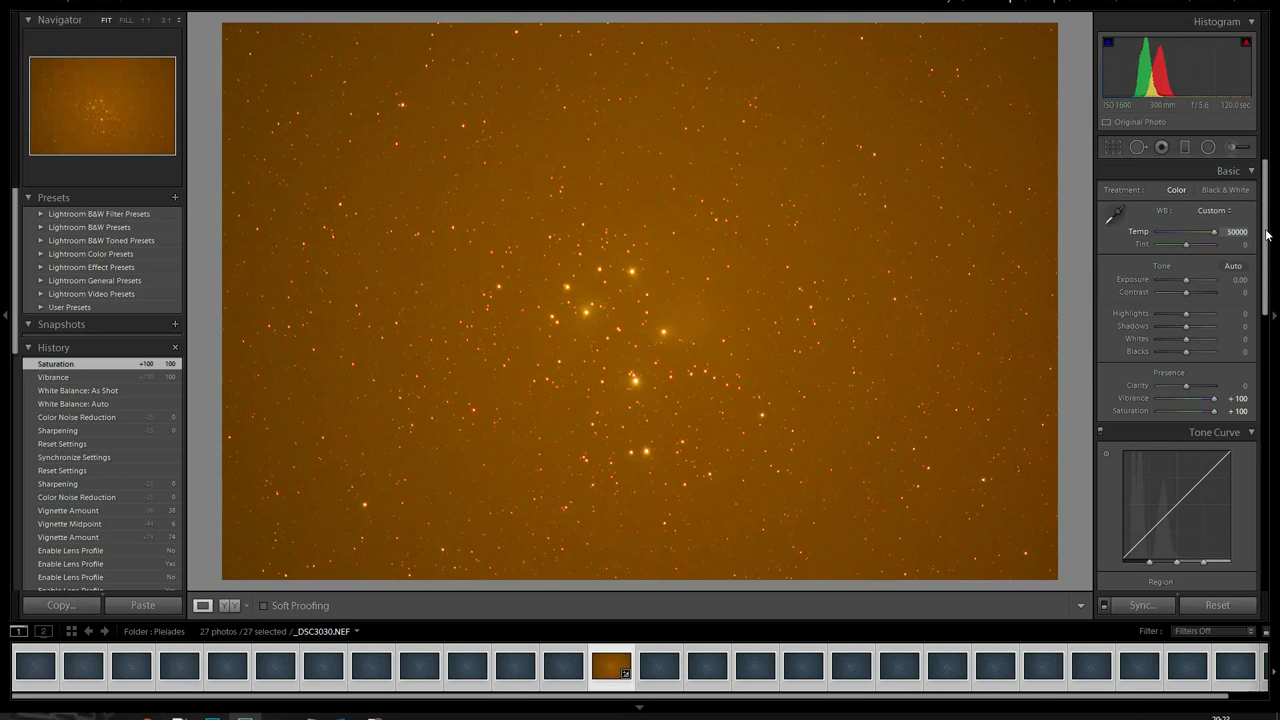 Navigator FIT FILL 1:1 3:1
Presets +
Lightroom B&W Filter Presets
Lightroom B&W Presets
Lightroom B&W Toned Presets
Lightroom Color Presets
Lightroom Effect Presets
Lightroom General Presets
Lightroom Video Presets
User Presets
Snapshots +
History ×
Saturation +100 100
Vibrance +100 100
White Balance: As Shot
White Balance: Auto
Color Noise Reduction -25 0
Sharpening -25 0
Reset Settings
Synchronize Settings
Reset Settings
Sharpening -25 0
Color Noise Reduction -25 0
Vignette Amount 38
Vignette Midpoint -44 6
Vignette Amount +74 74
Enable Lens Profile No
Enable Lens Profile Yes
Enable Lens Profile No
Copy... Paste
Soft Proofing
Histogram
ISO 1600 300 mm f / 5.6 120.0 sec
Original Photo
Basic
Treatment : Color Black & White
WB : Custom
Temp 50000
Tint 0
Tone Auto
Exposure 0.00
Contrast 0
Highlights 0
Shadows 0
Whites 0
Blacks 0
Presence
Clarity 0
Vibrance + 100
Saturation + 100
Tone Curve
Region
Sync... Reset
1 2 Folder : Pleiades 27 photos /27 selected /_DSC3030.NEF Filter : Filters Off